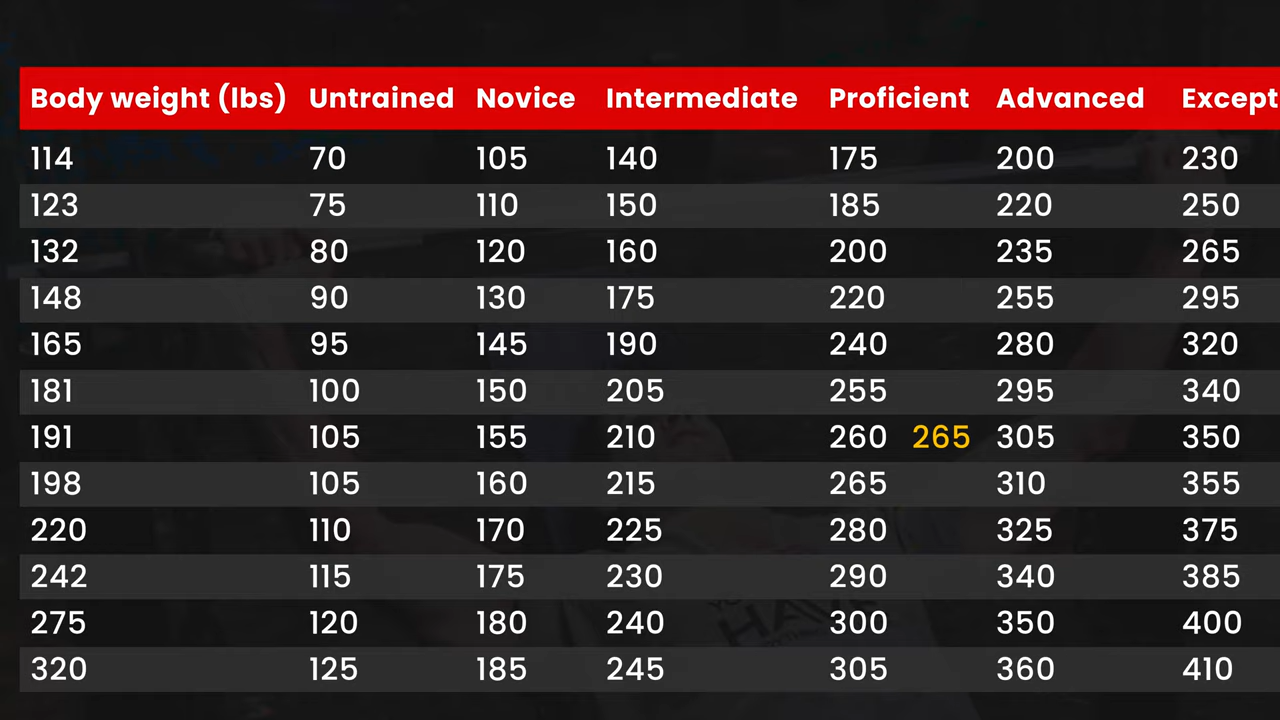 Body weight (lbs) Untrained Novice Intermediate Proficient Advanced Except
114 70 105 140 175 200 230
123 75 110 150 185 220 250
132 80 120 160 200 235 265
148 90 130 175 220 255 295
165 95 145 190 240 280 320
181 100 150 205 255 295 340
191 105 155 210 260 265 305 350
198 105 160 215 265 310 355
220 110 170 225 280 325 375
242 115 175 230 290 340 385
275 120 180 240 300 350 400
320 125 185 245 305 360 410